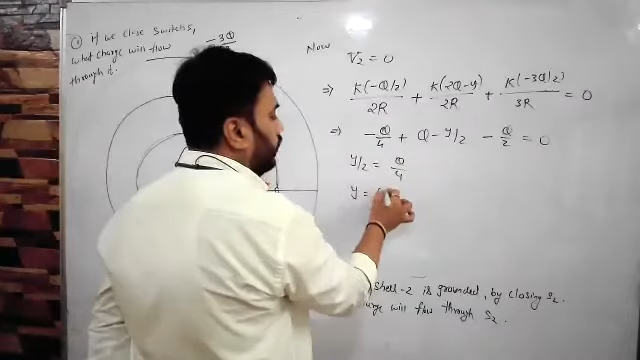 ① if we close switch S,
what charge will flow -3Q
through it.
Now
V₂ = 0
⇒ K(-Q/2)/2R + K(2Q-y)/2R + K(-3Q/2)/3R = 0
⇒ -Q/4 + Q - y/2 - Q/2 = 0
y/2 = Q/4
y =
shell-2 is grounded, by closing S₂.
will flow through S₂.